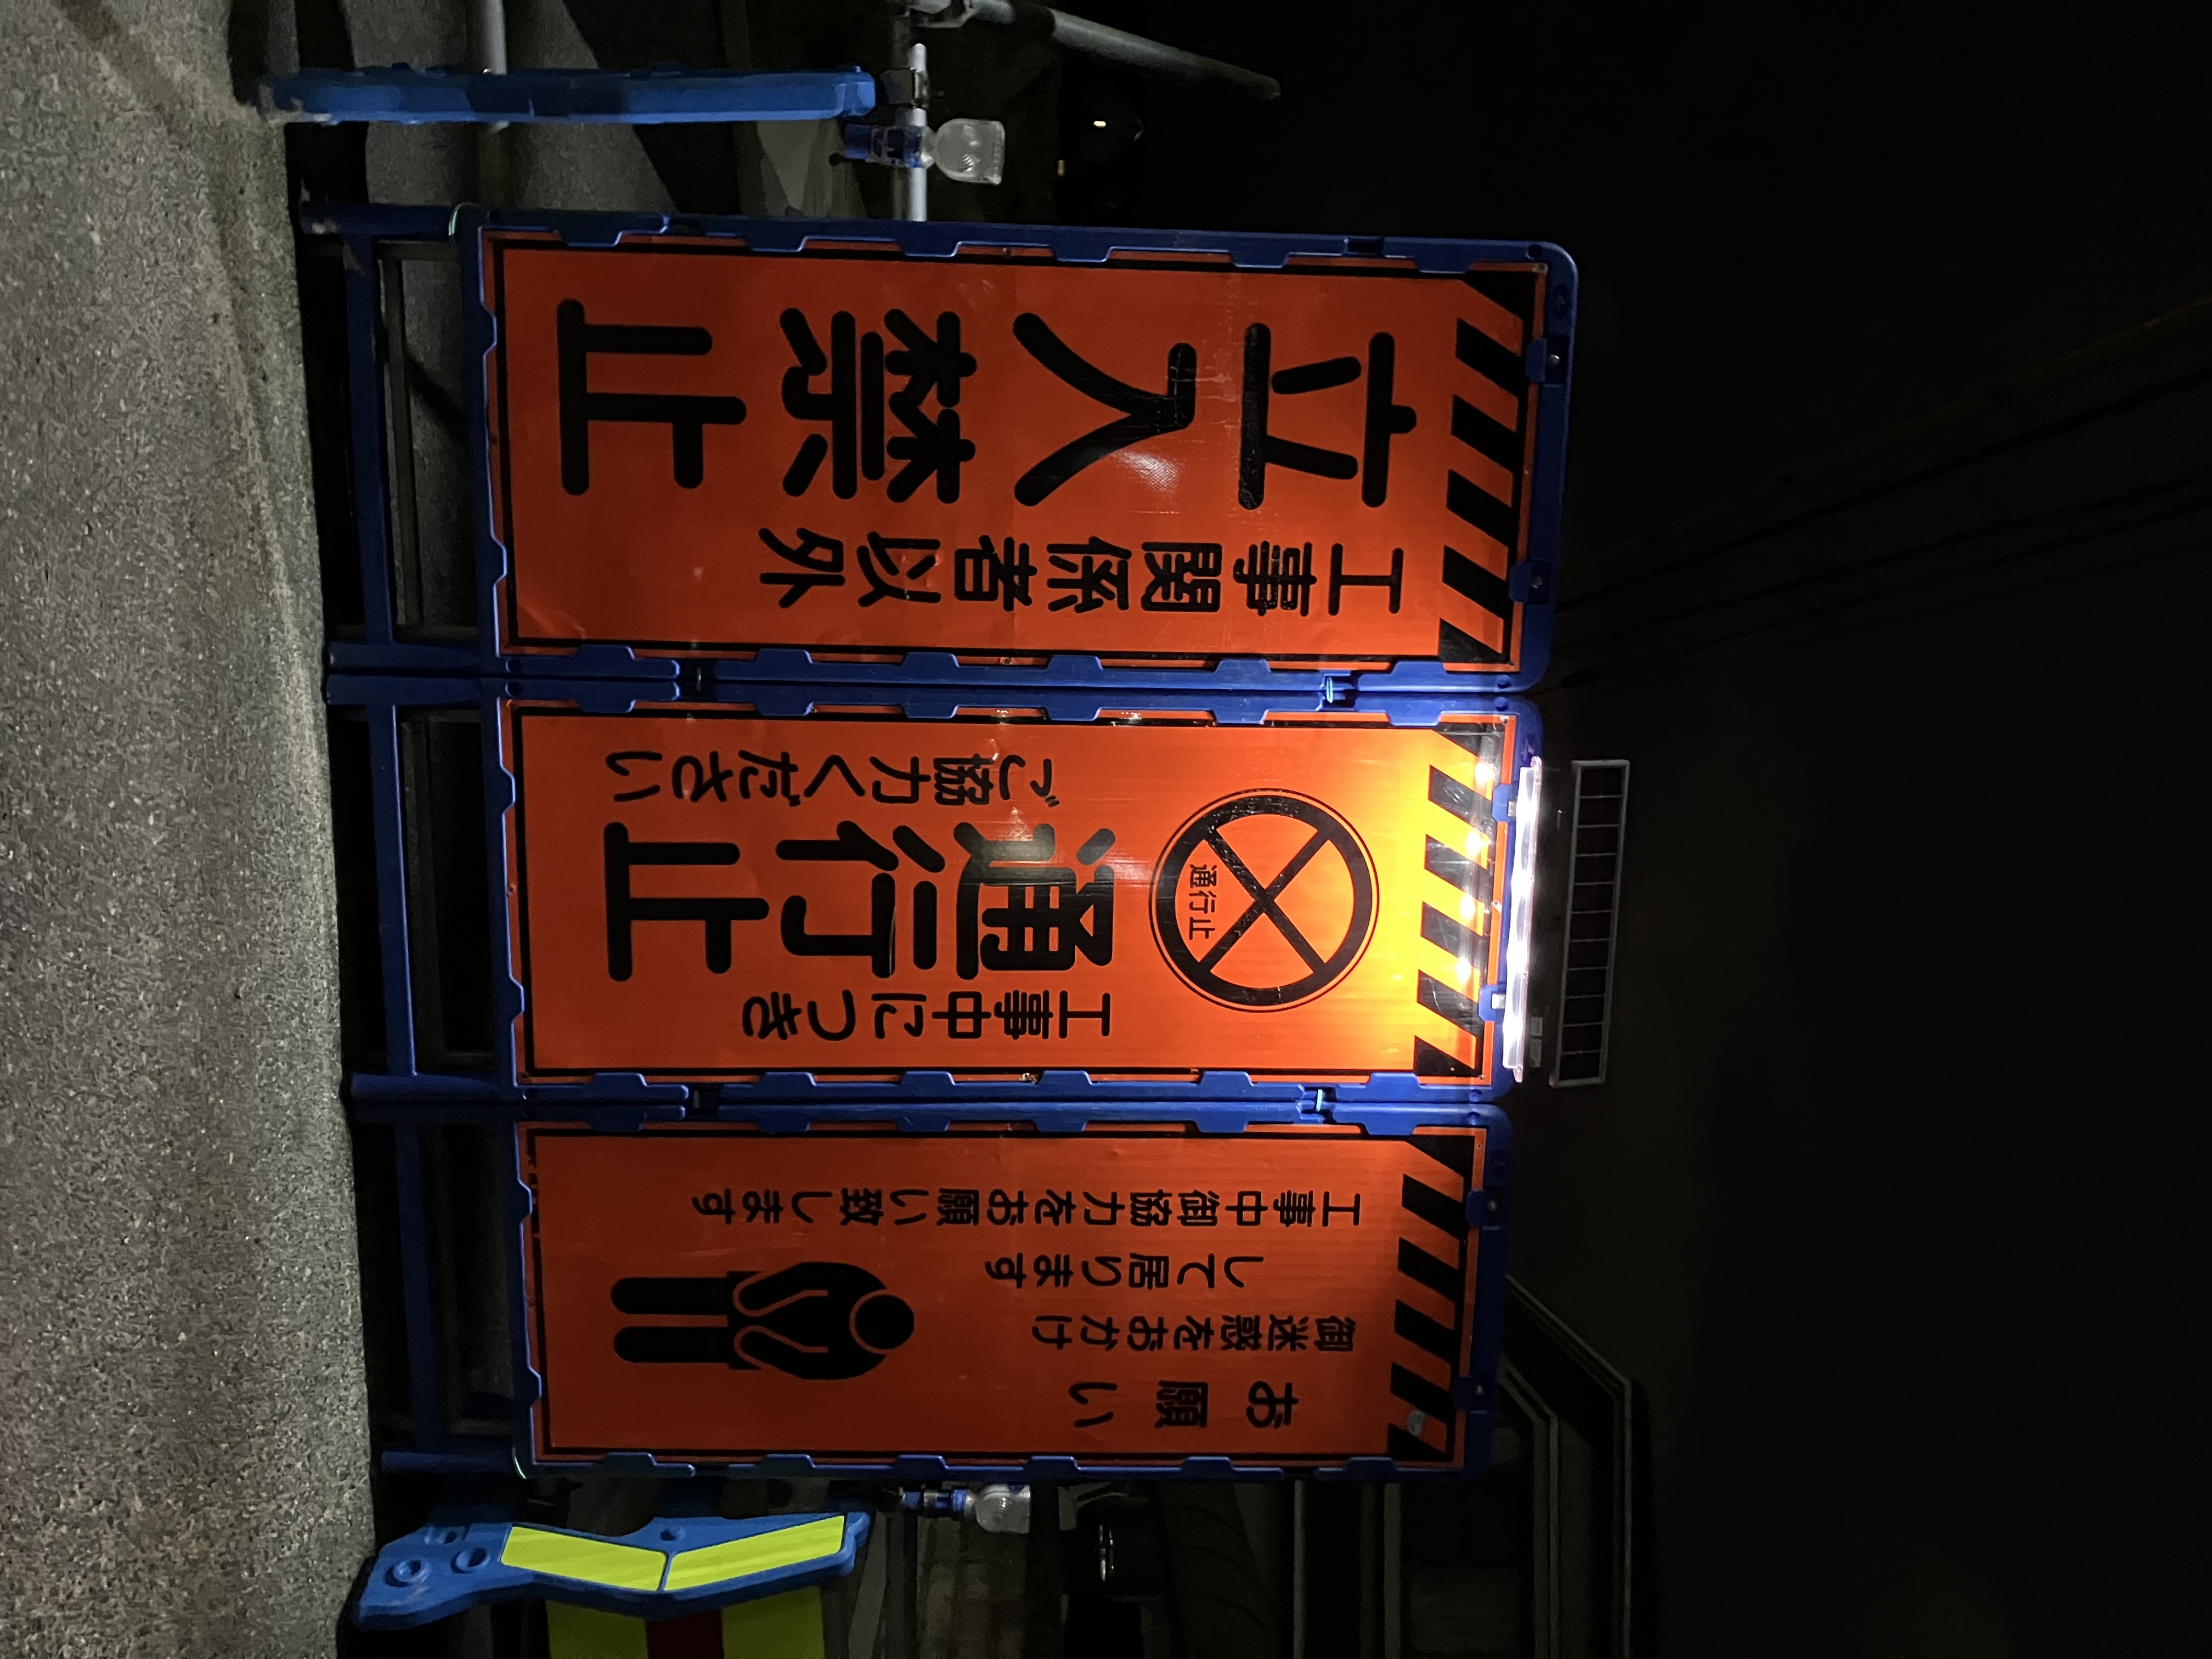 工事関係者以外
立入禁止
通行止
工事中につき
通行止
ご協力ください
お願い
御迷惑をおかけ
して居ります
工事中御協力をお願い致します